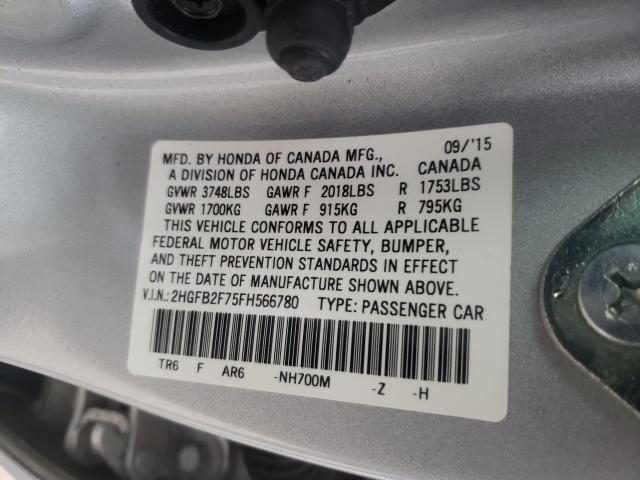 09/'15
MFD. BY HONDA OF CANADA MFG.,
A DIVISION OF HONDA CANADA INC. CANADA
GVWR 3748LBS GAWR F 2018LBS R 1753LBS
GVWR 1700KG GAWR F 915KG R 795KG
THIS VEHICLE CONFORMS TO ALL APPLICABLE
FEDERAL MOTOR VEHICLE SAFETY, BUMPER,
AND THEFT PREVENTION STANDARDS IN EFFECT
ON THE DATE OF MANUFACTURE SHOWN ABOVE.
V.I.N.: 2HGFB2F75FH566780 TYPE: PASSENGER CAR
TR6 F AR6 -NH700M -Z -H